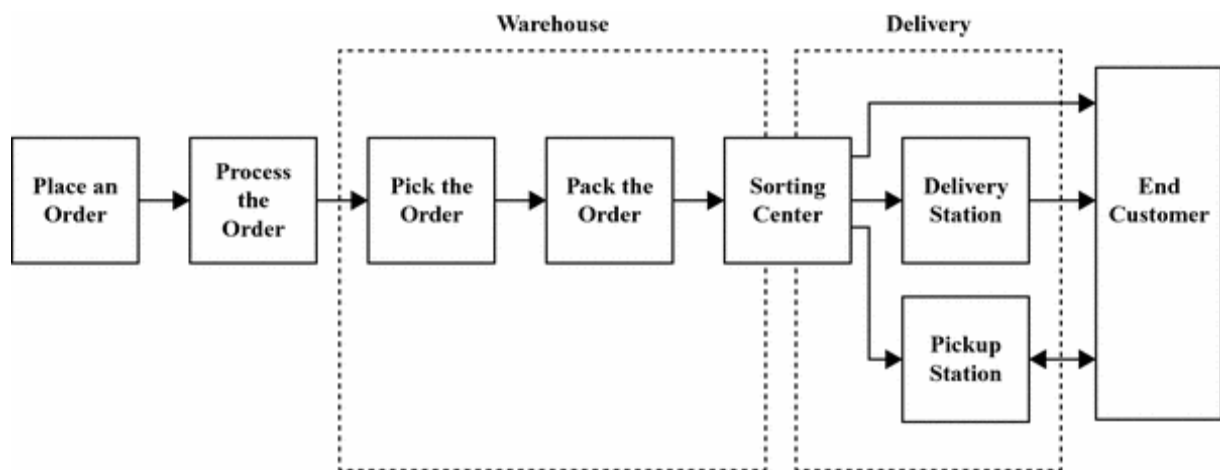 Warehouse
Delivery
Place an
Order
Process
the
Order
Pick the
Order
Pack the
Order
Sorting
Center
Delivery
Station
End
Customer
Pickup
Station